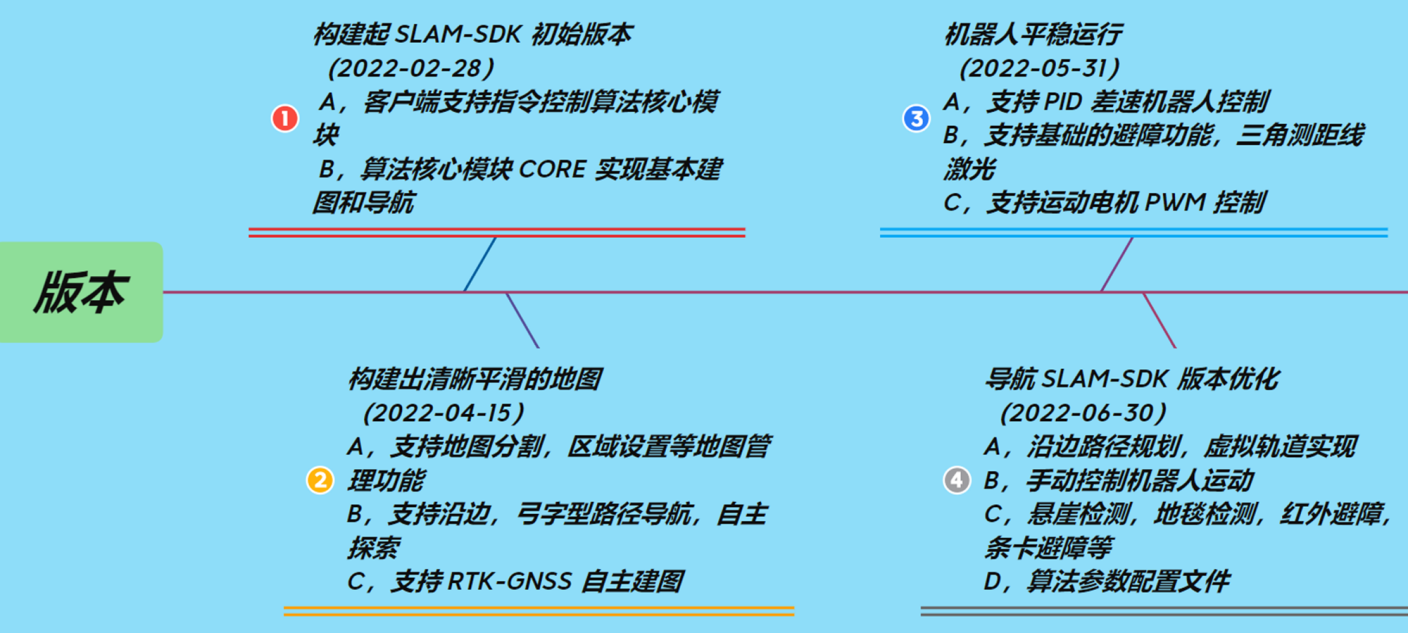 版本
1
构建起 SLAM-SDK 初始版本
（2022-02-28）
A，客户端支持指令控制算法核心模
块
B，算法核心模块 CORE 实现基本建
图和导航
2
构建出清晰平滑的地图
（2022-04-15）
A，支持地图分割，区域设置等地图管
理功能
B，支持沿边，弓字型路径导航，自主
探索
C，支持 RTK-GNSS 自主建图
3
机器人平稳运行
（2022-05-31）
A，支持 PID 差速机器人控制
B，支持基础的避障功能，三角测距线
激光
C，支持运动电机 PWM 控制
4
导航 SLAM-SDK 版本优化
（2022-06-30）
A，沿边路径规划，虚拟轨道实现
B，手动控制机器人运动
C，悬崖检测，地毯检测，红外避障，
条卡避障等
D，算法参数配置文件